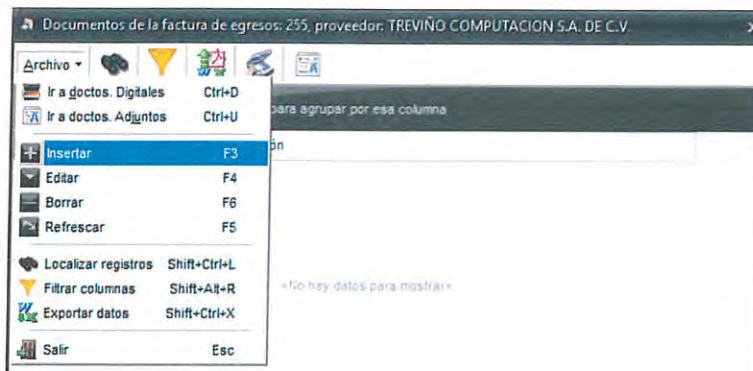 Documentos de la factura de egresos: 255, proveedor: TREVIÑO COMPUTACION S.A. DE C.V.
Archivo
Ir a doctos. Digitales Ctrl+D
Ir a doctos. Adjuntos Ctrl+U
para agrupar por esa columna
Insertar F3
ón
Editar F4
Borrar F6
Refrescar F5
Localizar registros Shift+Ctrl+L
Filtrar columnas Shift+Alt+R
<No hay datos para mostrar>
Exportar datos Shift+Ctrl+X
Salir Esc